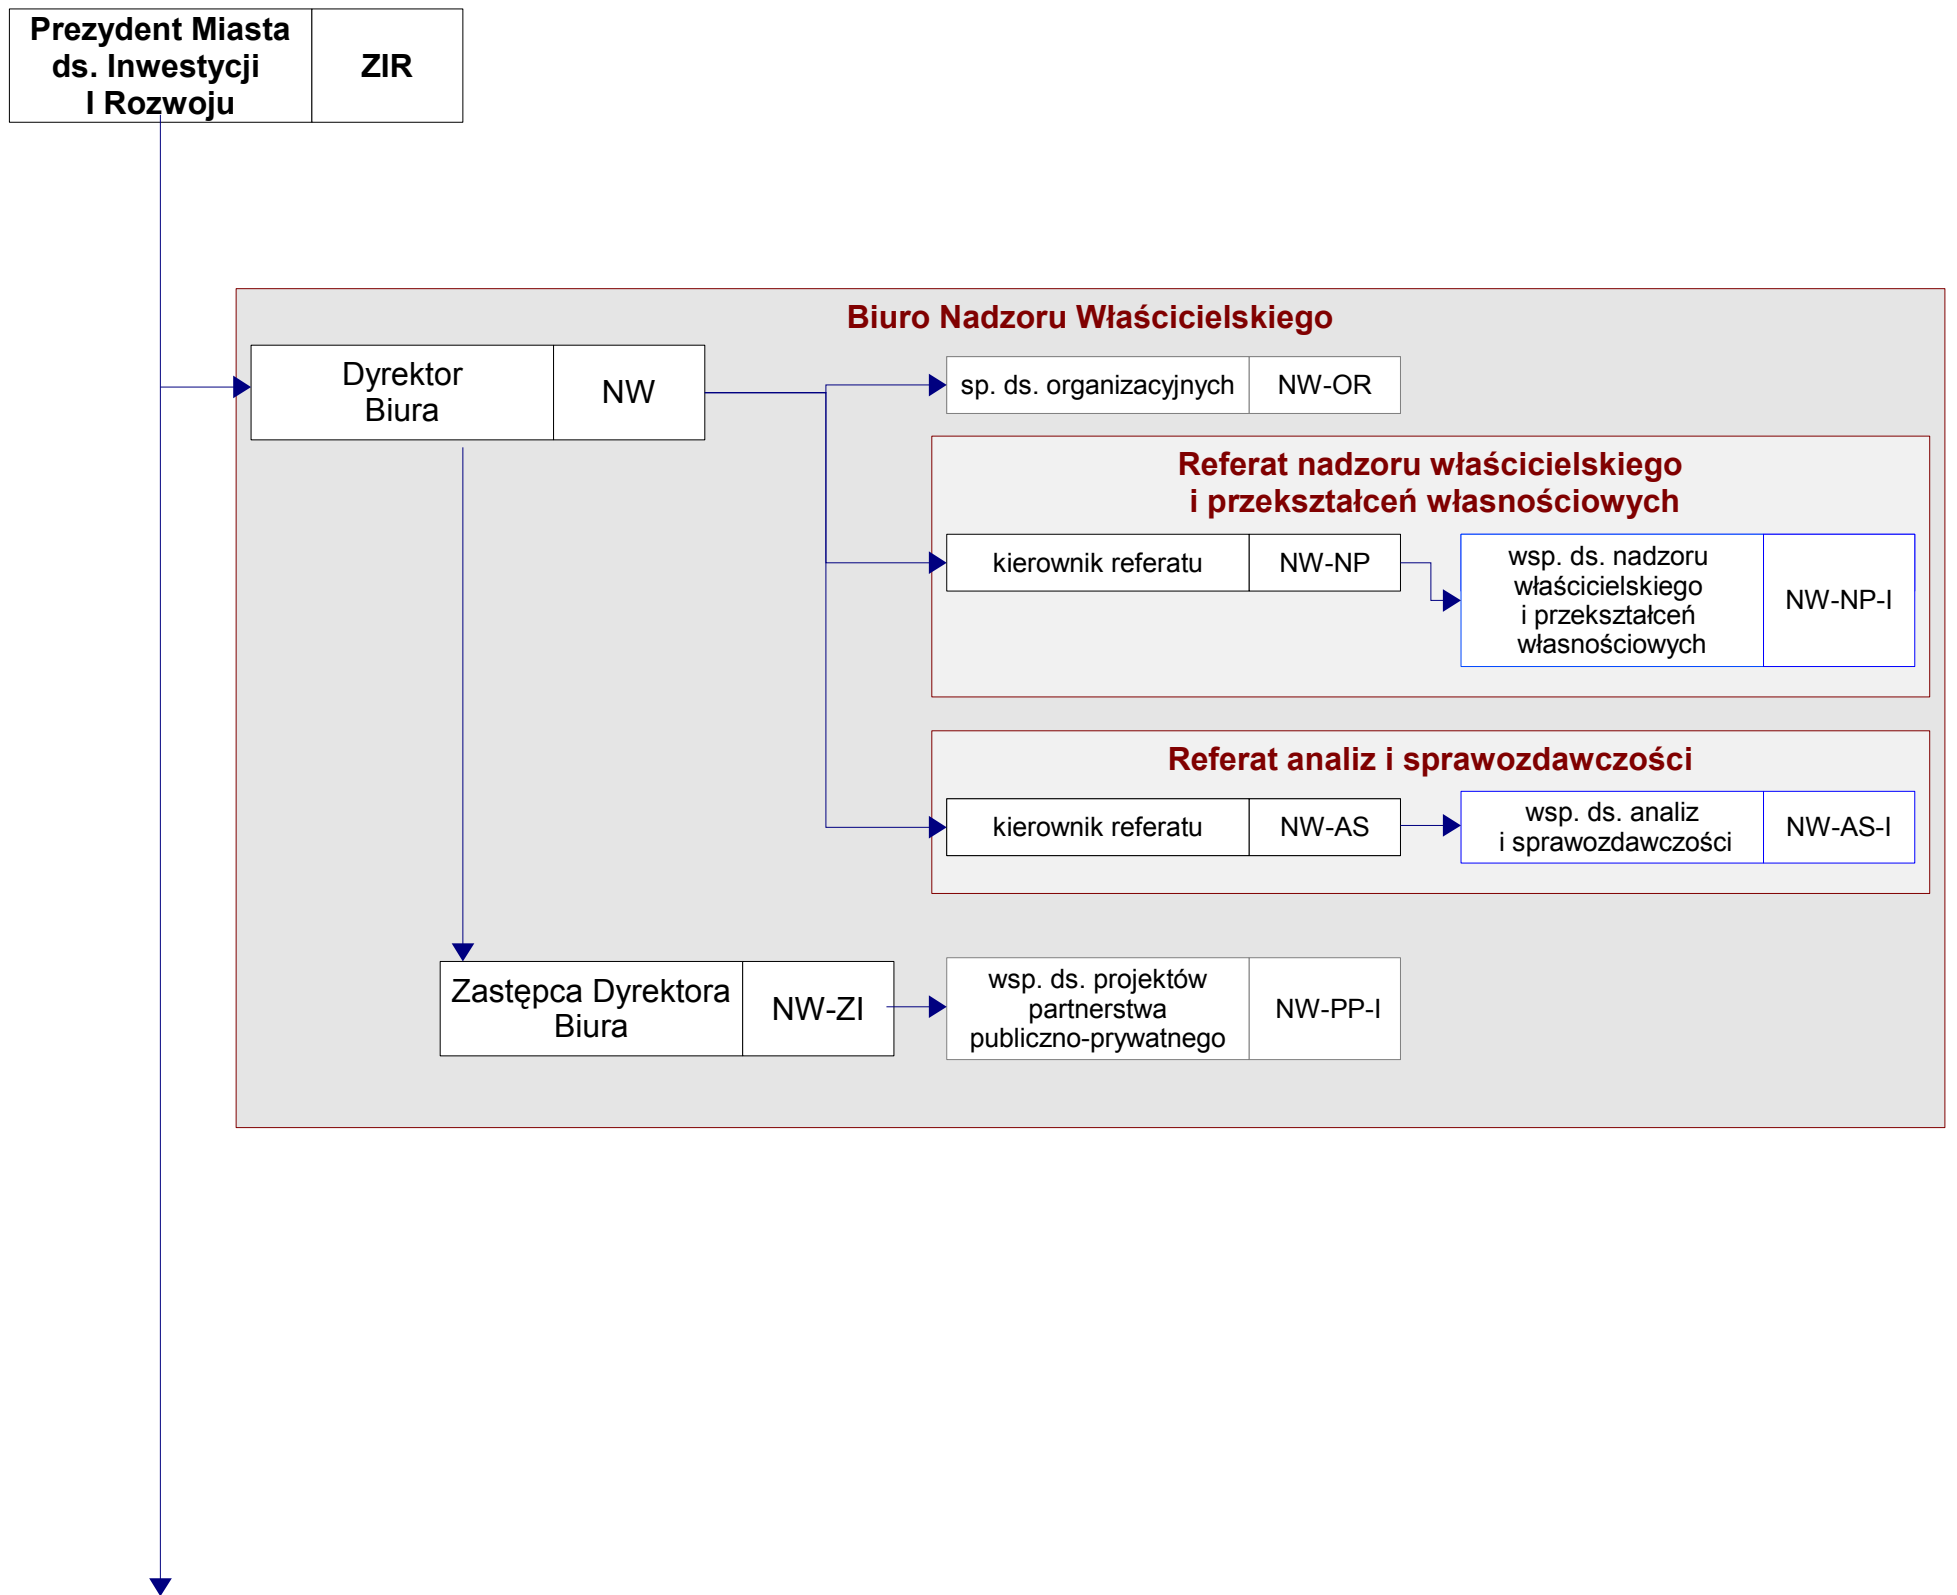 Prezydent Miasta
ds. Inwestycji
I Rozwoju
ZIR
Biuro Nadzoru Właścicielskiego
Dyrektor
Biura
NW
sp. ds. organizacyjnych
NW-OR
Referat nadzoru właścicielskiego
i przekształceń własnościowych
kierownik referatu
NW-NP
wsp. ds. nadzoru
właścicielskiego
i przekształceń
własnościowych
NW-NP-I
Referat analiz i sprawozdawczości
kierownik referatu
NW-AS
wsp. ds. analiz
i sprawozdawczości
NW-AS-I
Zastępca Dyrektora
Biura
NW-ZI
wsp. ds. projektów
partnerstwa
publiczno-prywatnego
NW-PP-I